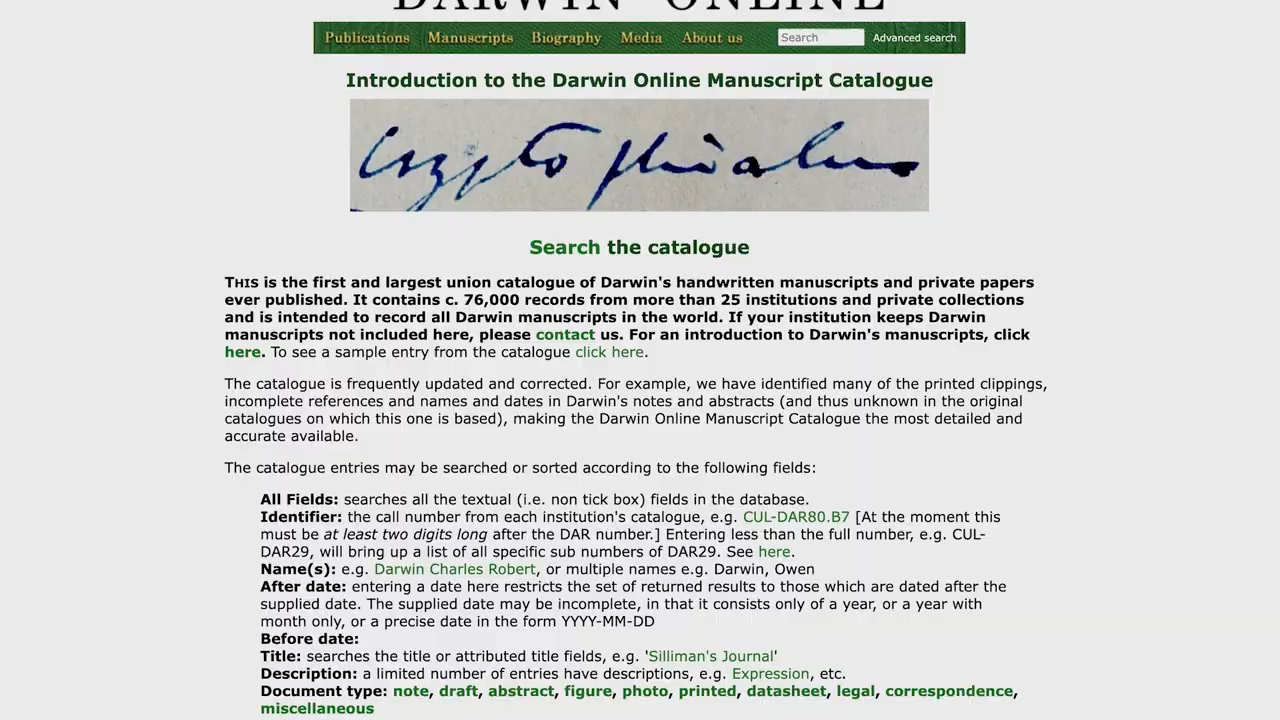 DARWIN ONLINE
Publications Manuscripts Biography Media About us Search Advanced search
Introduction to the Darwin Online Manuscript Catalogue
Cryptophialus
Search the catalogue
THIS is the first and largest union catalogue of Darwin's handwritten manuscripts and private papers
ever published. It contains c. 76,000 records from more than 25 institutions and private collections
and is intended to record all Darwin manuscripts in the world. If your institution keeps Darwin
manuscripts not included here, please contact us. For an introduction to Darwin's manuscripts, click
here. To see a sample entry from the catalogue click here.
The catalogue is frequently updated and corrected. For example, we have identified many of the printed clippings,
incomplete references and names and dates in Darwin's notes and abstracts (and thus unknown in the original
catalogues on which this one is based), making the Darwin Online Manuscript Catalogue the most detailed and
accurate available.
The catalogue entries may be searched or sorted according to the following fields:
All Fields: searches all the textual (i.e. non tick box) fields in the database.
Identifier: the call number from each institution's catalogue, e.g. CUL-DAR80.B7 [At the moment this
must be at least two digits long after the DAR number.] Entering less than the full number, e.g. CUL-
DAR29, will bring up a list of all specific sub numbers of DAR29. See here.
Name(s): e.g. Darwin Charles Robert, or multiple names e.g. Darwin, Owen
After date: entering a date here restricts the set of returned results to those which are dated after the
supplied date. The supplied date may be incomplete, in that it consists only of a year, or a year with
month only, or a precise date in the form YYYY-MM-DD
Before date:
Title: searches the title or attributed title fields, e.g. 'Silliman's Journal'
Description: a limited number of entries have descriptions, e.g. Expression, etc.
Document type: note, draft, abstract, figure, photo, printed, datasheet, legal, correspondence,
miscellaneous